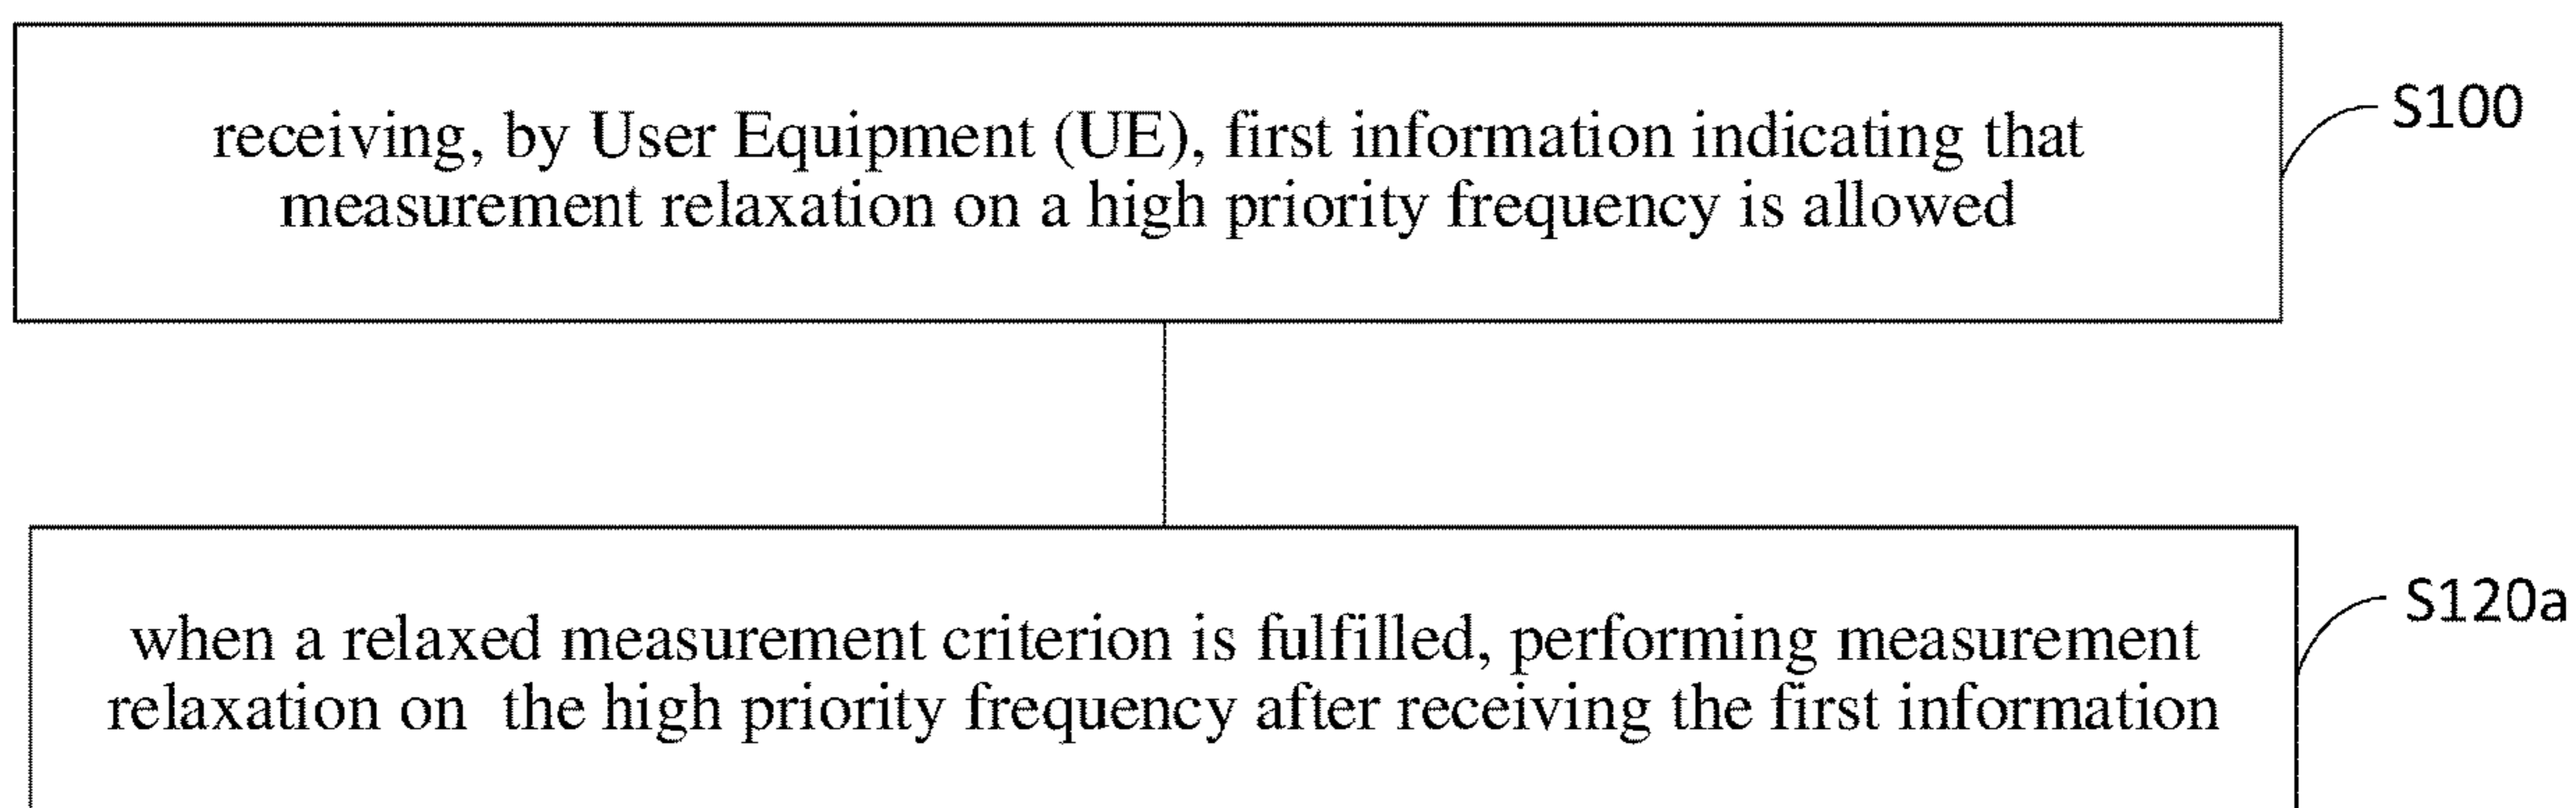 receiving, by User Equipment (UE), first information indicating that
measurement relaxation on a high priority frequency is allowed
S100
when a relaxed measurement criterion is fulfilled, performing measurement
relaxation on the high priority frequency after receiving the first information
S120a